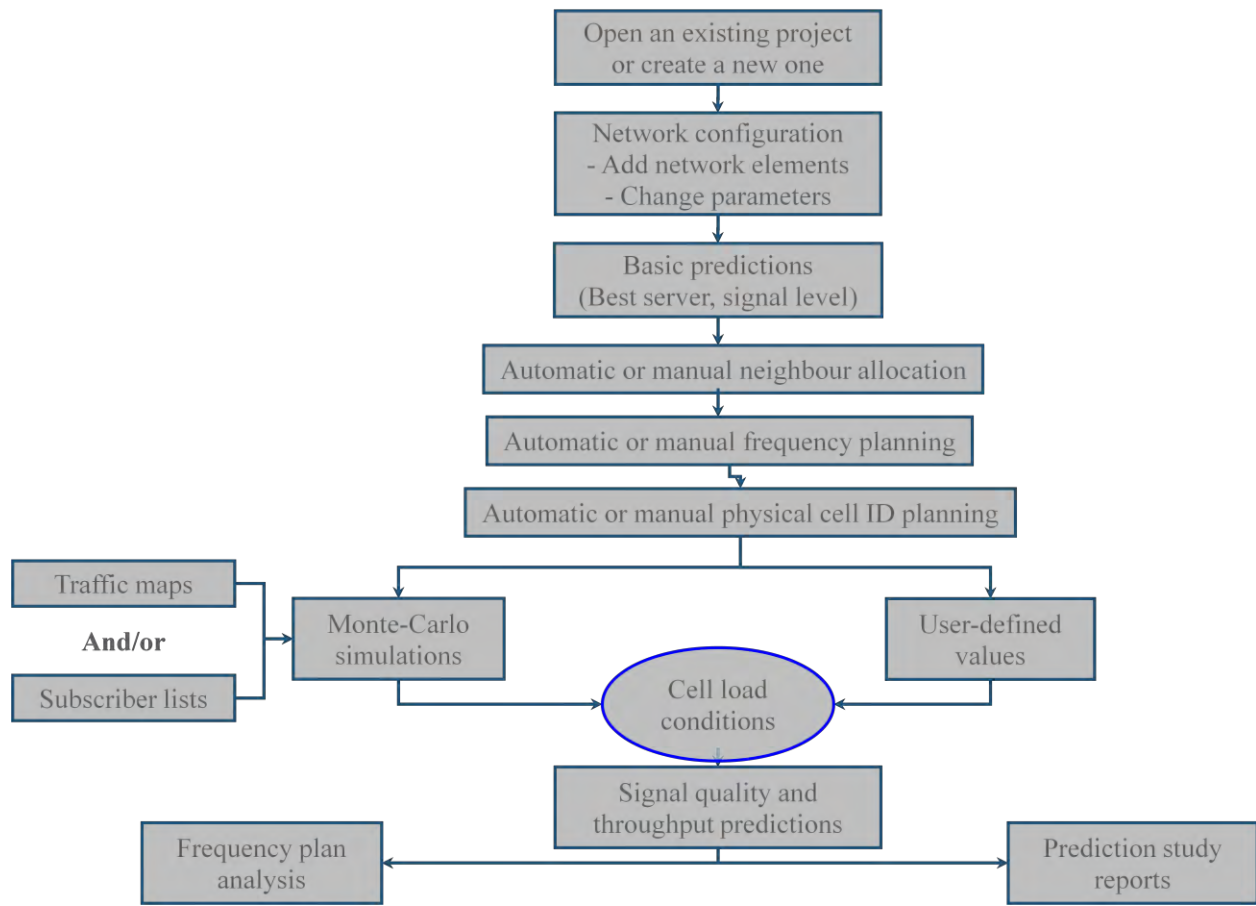 Open an existing project
or create a new one
Network configuration
- Add network elements
- Change parameters
Basic predictions
(Best server, signal level)
Automatic or manual neighbour allocation
Automatic or manual frequency planning
Automatic or manual physical cell ID planning
Traffic maps
And/or
Subscriber lists
Monte-Carlo
simulations
User-defined
values
Cell load
conditions
Signal quality and
throughput predictions
Frequency plan
analysis
Prediction study
reports